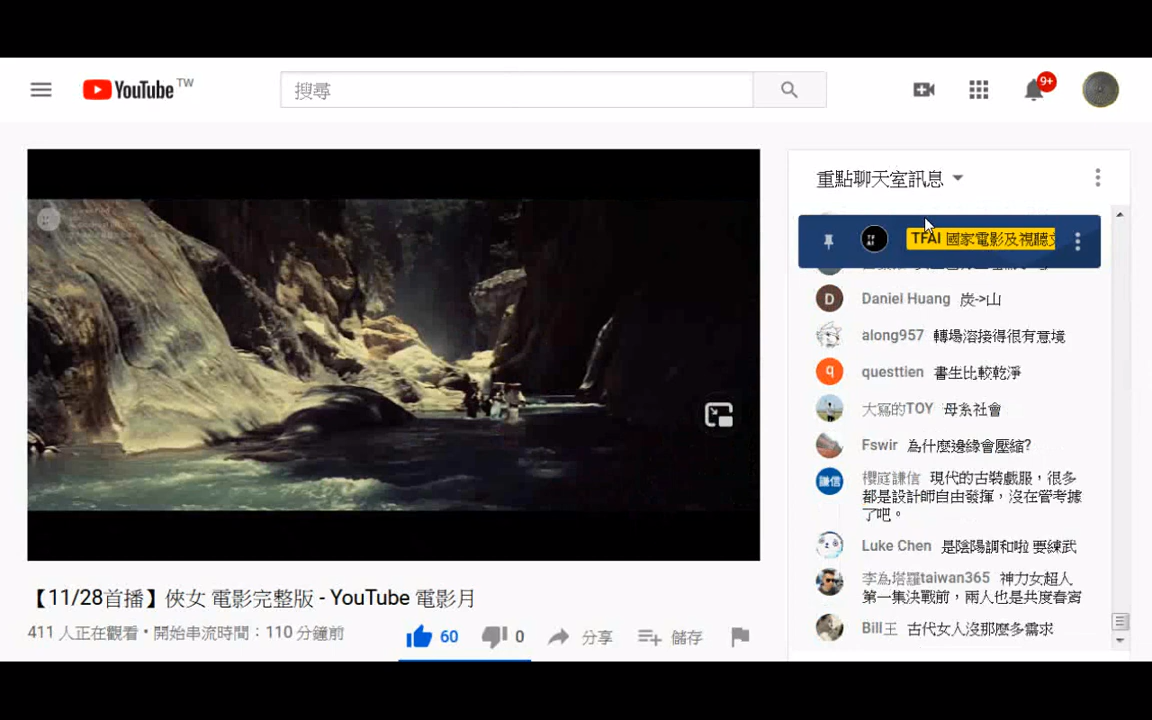 YouTube TW
搜尋
9+
重點聊天室訊息
TFAI 國家電影及視聽文
Daniel Huang 炭->山
along957 轉場溶接得很有意境
questtien 書生比較乾淨
大寫的TOY 母系社會
Fswir 為什麼邊緣會壓縮?
櫻庭謙信 現代的古裝戲服，很多
都是設計師自由發揮，沒在管考據
了吧。
Luke Chen 是陰陽調和啦 要練武
李為塔羅taiwan365 神力女超人
第一集決戰前，兩人也是共度春宵
Bill王 古代女人沒那麼多需求
【11/28首播】俠女 電影完整版 - YouTube 電影月
411 人正在觀看 • 開始串流時間：110 分鐘前
60 0 分享 儲存